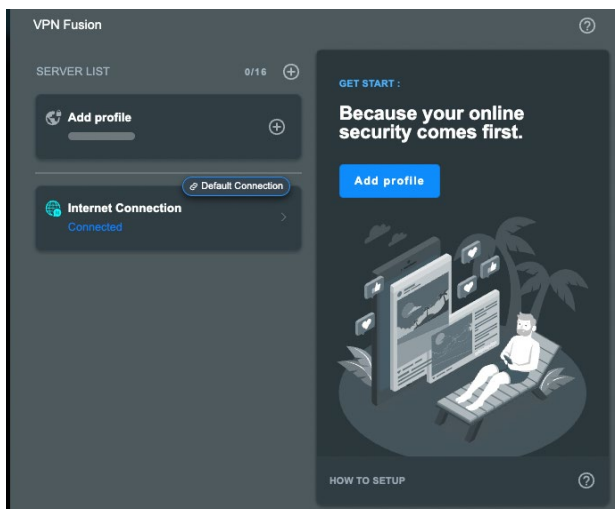 VPN Fusion
SERVER LIST 0/16
Add profile
Default Connection
Internet Connection
Connected
GET START :
Because your online
security comes first.
Add profile
HOW TO SETUP